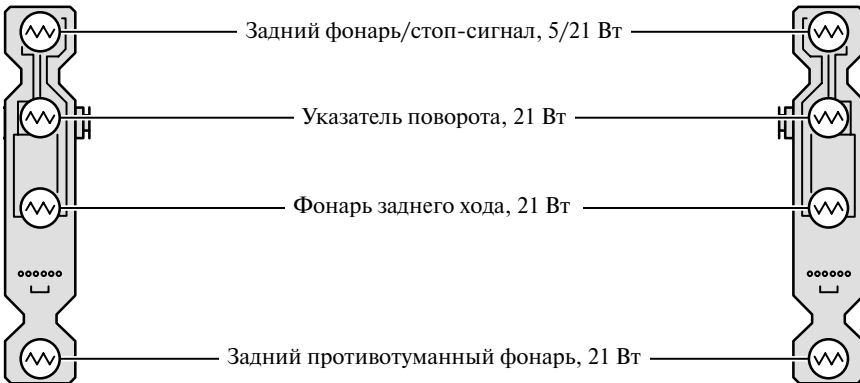 Задний фонарь/стоп-сигнал, 5/21 Вт
Указатель поворота, 21 Вт
Фонарь заднего хода, 21 Вт
Задний противотуманный фонарь, 21 Вт